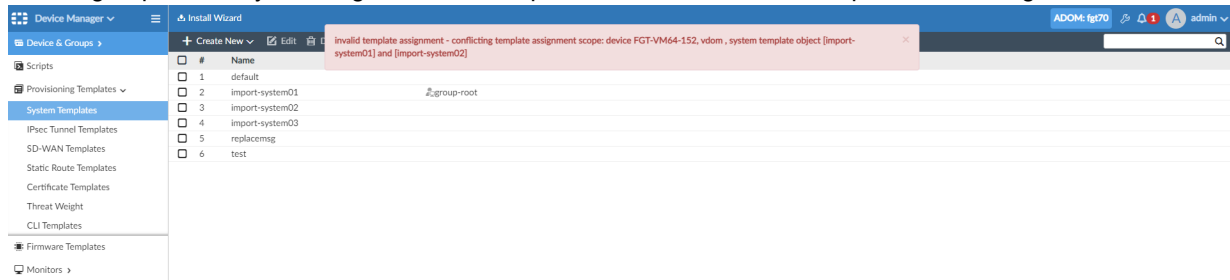 Device Manager
Install Wizard
ADOM: fgt70
1
A
admin
Device & Groups
Create New
Edit
invalid template assignment - conflicting template assignment scope: device FGT-VM64-152, vdom , system template object [import-
system01] and [import-system02]
Scripts
# Name
1 default
Provisioning Templates
2 import-system01 group-root
System Templates
3 import-system02
4 import-system03
IPsec Tunnel Templates
5 replacemsg
SD-WAN Templates
6 test
Static Route Templates
Certificate Templates
Threat Weight
CLI Templates
Firmware Templates
Monitors